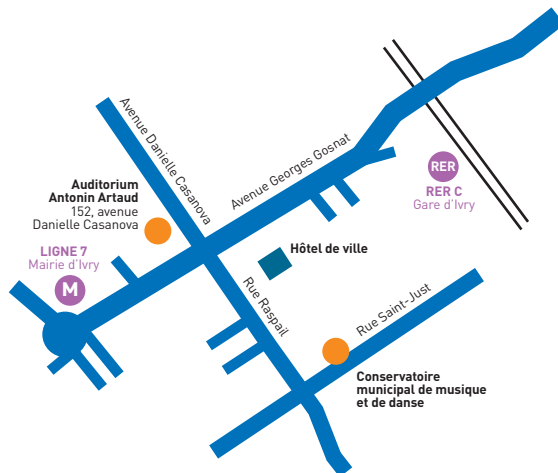 Avenue Danielle Casanova
Avenue Georges Gosnat
RER
RER C
Gare d'Ivry
Auditorium
Antonin Artaud
152, avenue
Danielle Casanova
LIGNE 7
Mairie d'Ivry
M
Hôtel de ville
Rue Raspail
Rue Saint-Just
Conservatoire
municipal de musique
et de danse